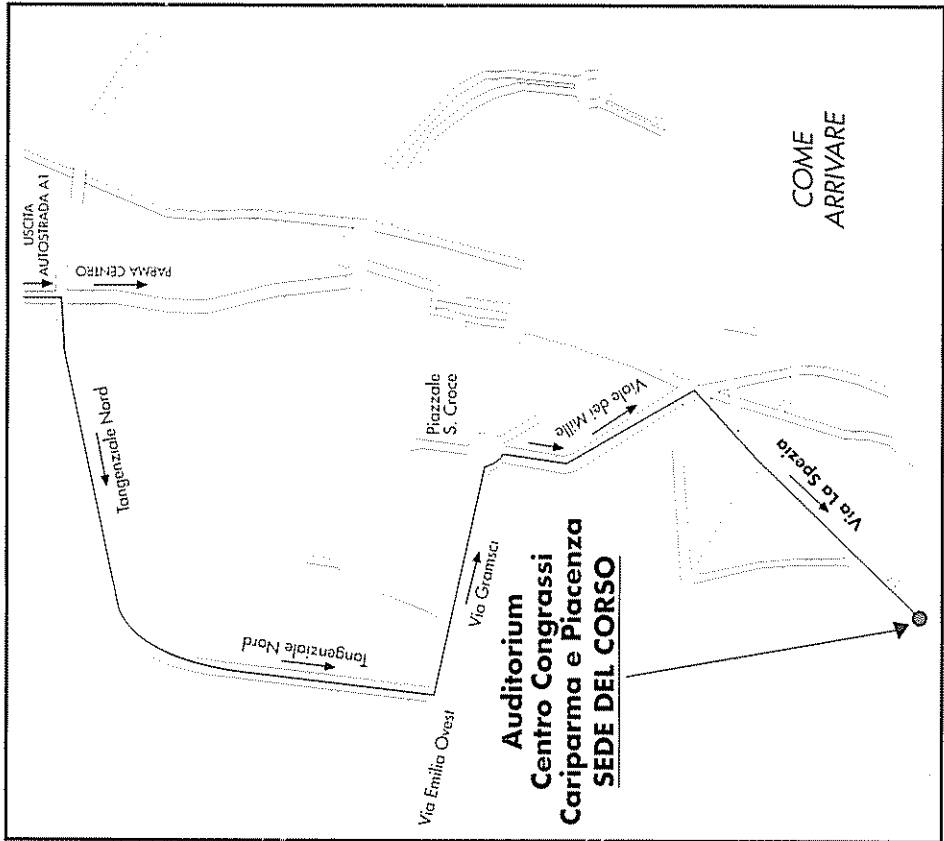 USCITA
AUTOSTRADA A1
PARMA CENTRO
Tangenziale Nord
Tangenziale Nord
Via Emilia Ovest
Via Gramsci
Piazzale
S. Croce
Viale dei Mille
Via La Spezia
Auditorium
Centro Congrassi
Cariparma e Piacenza
SEDE DEL CORSO
COME
ARRIVARE